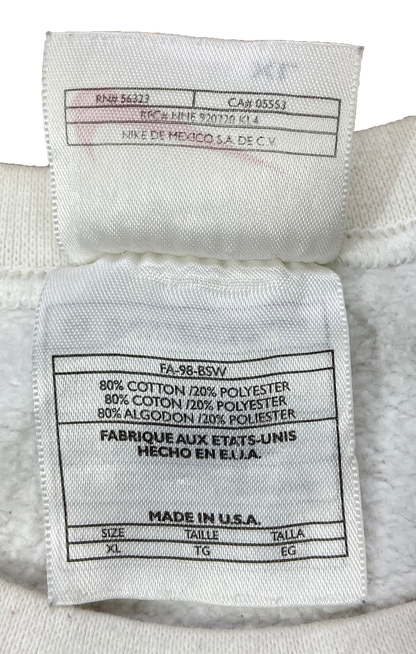 RN# 56323 CA# 05553
RFC# NME 920220 KL4
NIKE DE MEXICO S.A. DE C.V.
FA-98-BSW
80% COTTON /20% POLYESTER
80% COTON /20% POLYESTER
80% ALGODON /20% POLIESTER
FABRIQUE AUX ETATS-UNIS
HECHO EN E.U.A.
MADE IN U.S.A.
SIZE TAILLE TALLA
XL TG EG